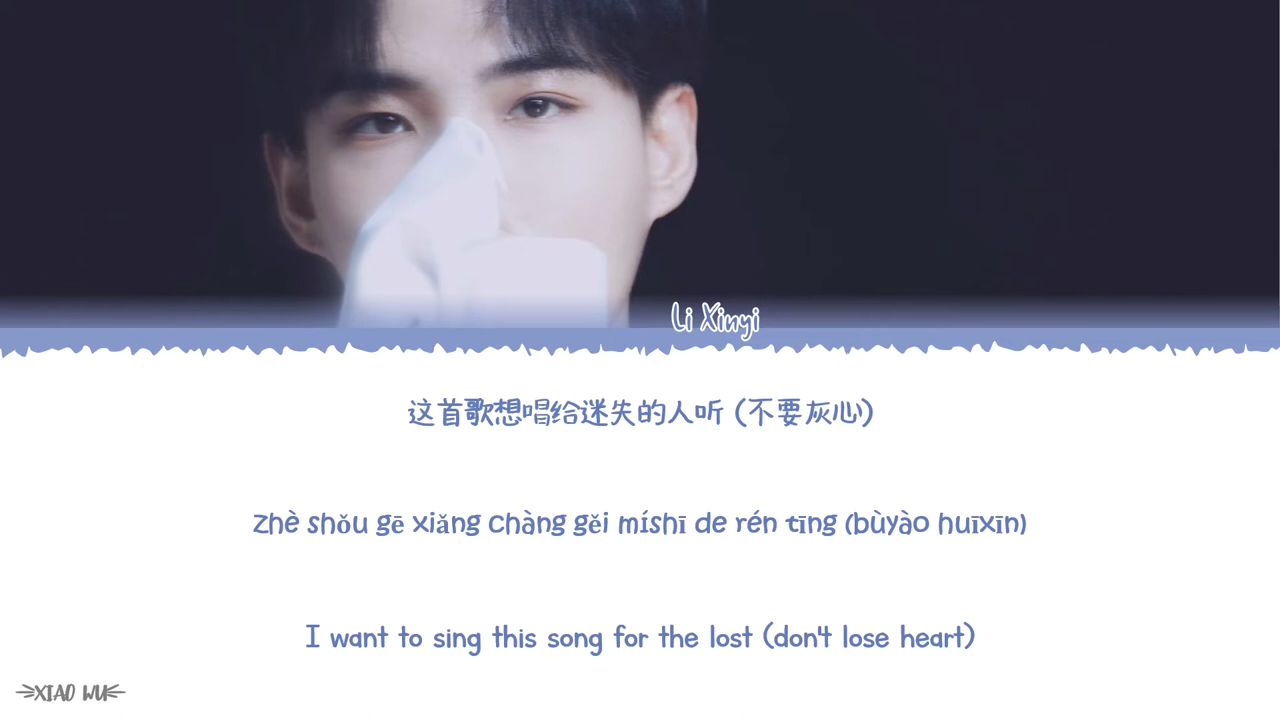 Li Xinyi
这首歌想唱给迷失的人听 (不要灰心)
zhè shǒu gē xiǎng chàng gěi míshī de rén tīng (bùyào huīxīn)
I want to sing this song for the lost (don't lose heart)
XIAO WU